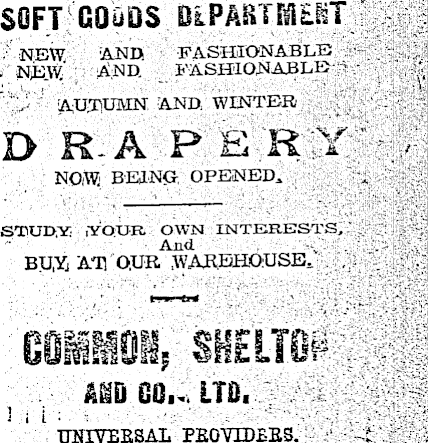 SOFT GOODS DEPARTMENT
NEW AND FASHIONABLE
NEW AND FASHIONABLE
AUTUMN AND WINTER
DRAPERY
NOW BEING OPENED.
STUDY YOUR OWN INTERESTS,
And
BUY AT OUR WAREHOUSE.
COMMON, SHELTO
AND CO., LTD.
UNIVERSAL PROVIDERS.